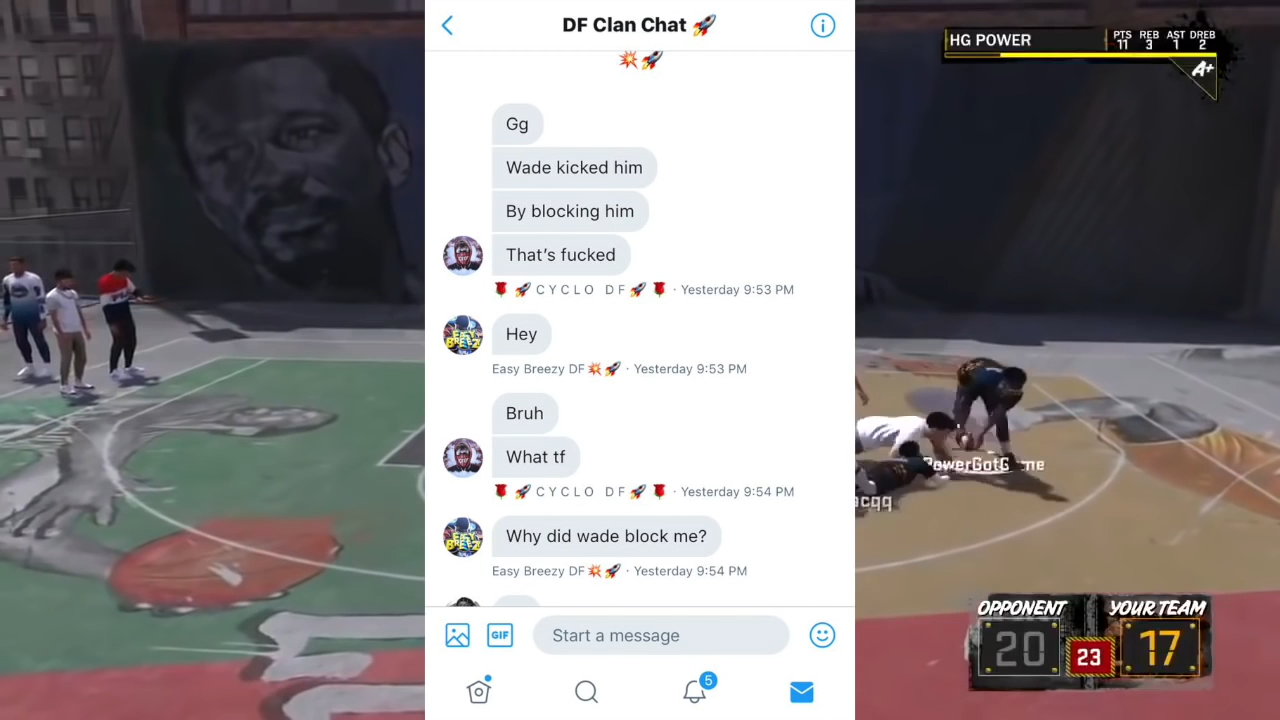 DF Clan Chat 🚀
💥🚀
Gg
Wade kicked him
By blocking him
That’s fucked
🌹 🚀 C Y C L O D F 🚀 🌹 · Yesterday 9:53 PM
Hey
Easy Breezy DF💥🚀 · Yesterday 9:53 PM
Bruh
What tf
🌹 🚀 C Y C L O D F 🚀 🌹 · Yesterday 9:54 PM
Why did wade block me?
Easy Breezy DF💥🚀 · Yesterday 9:54 PM
GIF
Start a message
5
HG POWER
PTS REB AST DREB
11 3 1 2
A+
acqq
OPPONENT YOUR TEAM
20 23 17